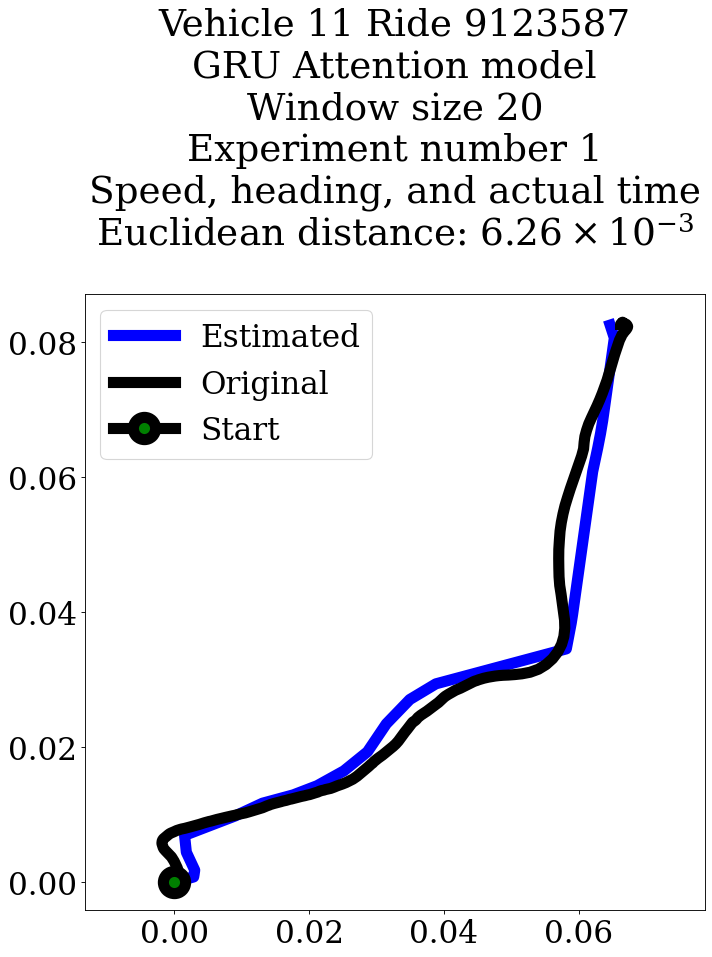 Vehicle 11 Ride 9123587
GRU Attention model
Window size 20
Experiment number 1
Speed, heading, and actual time
Euclidean distance: 6.26 × 10⁻³
Estimated
Original
Start
0.08
0.06
0.04
0.02
0.00
0.00 0.02 0.04 0.06